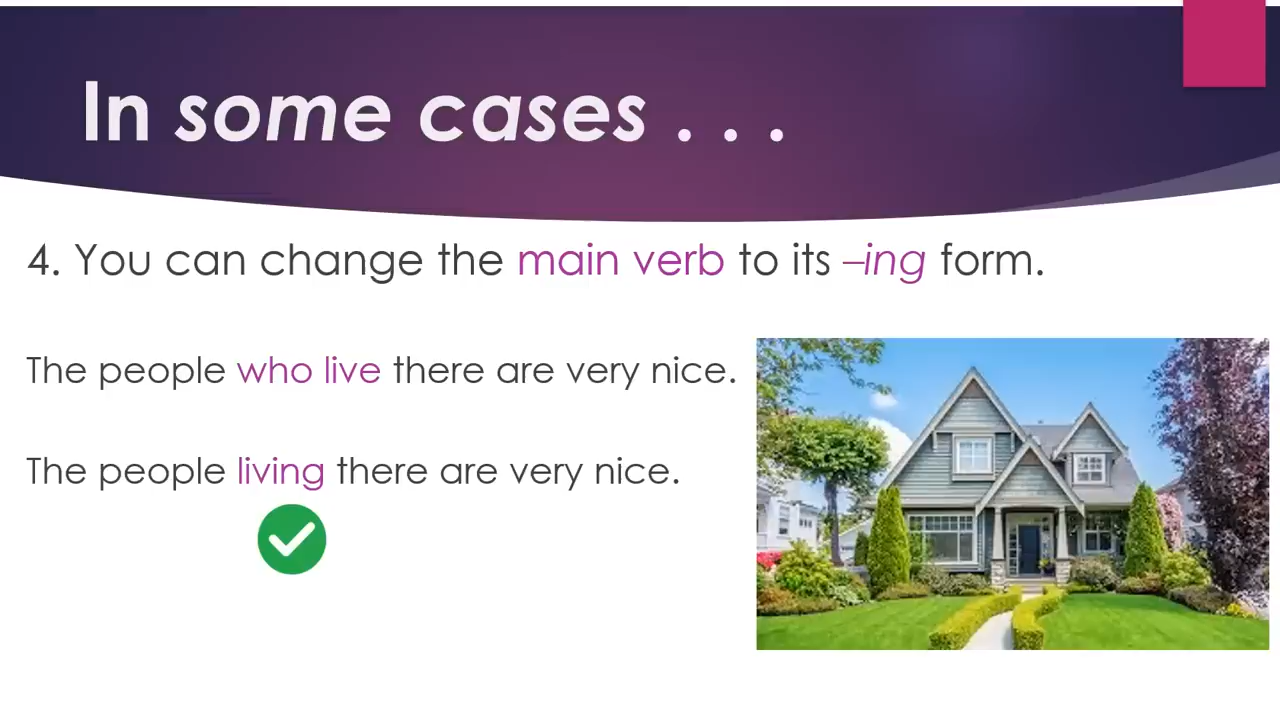 In some cases . . .
4. You can change the main verb to its –ing form.
The people who live there are very nice.
The people living there are very nice.